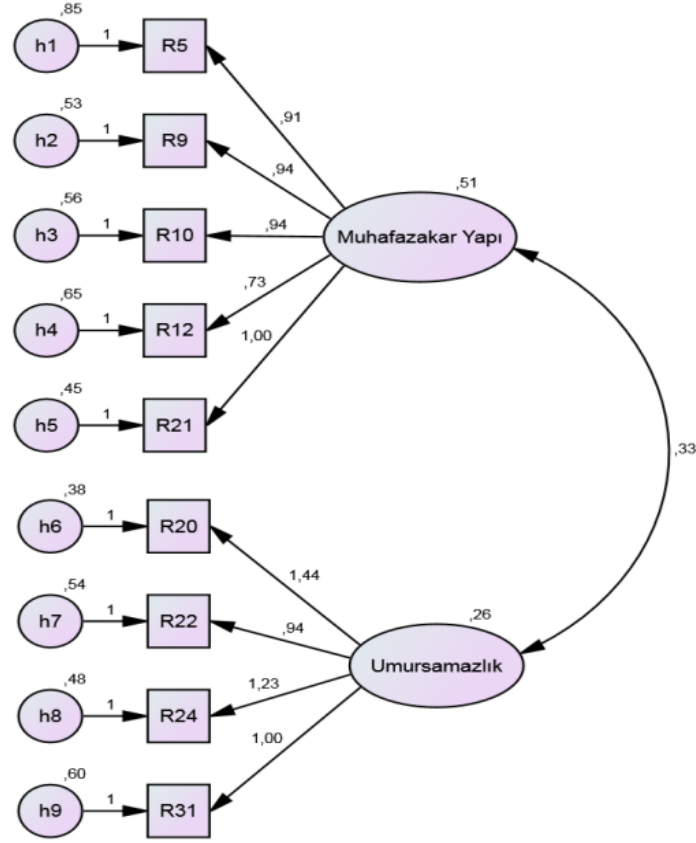 ,85
h1 1 R5
,91
,53
h2 1 R9
,94
,51
,56
h3 1 R10
,94
Muhafazakar Yapı
,65
h4 1 R12
,73
1,00
,45
h5 1 R21
,33
,38
h6 1 R20
1,44
,54
h7 1 R22
,94
,26
Umursamazlık
,48
h8 1 R24
1,23
1,00
,60
h9 1 R31